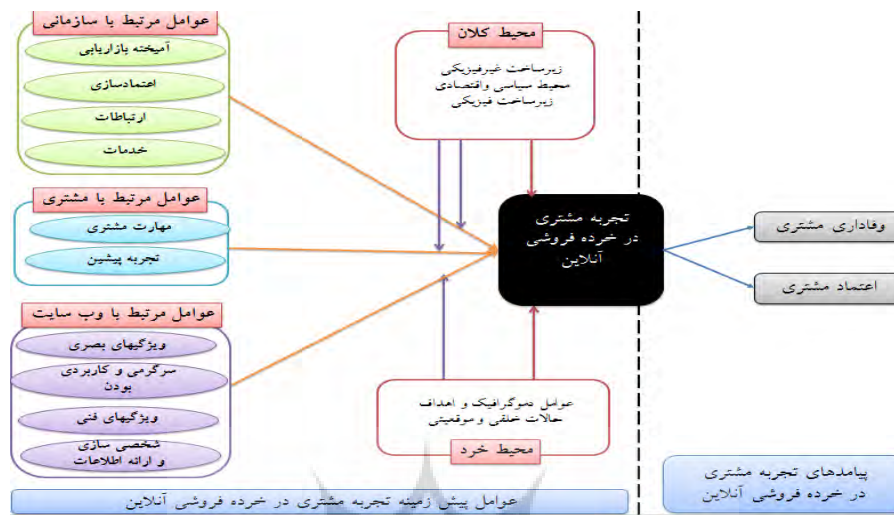 عوامل مرتبط با سازمانی
آمیخته بازاریابی
اعتمادسازی
ارتباطات
خدمات
عوامل مرتبط با مشتری
مهارت مشتری
تجربه پیشین
عوامل مرتبط با وب سایت
ویژگیهای بصری
سرگرمی و کاربردی
بودن
ویژگیهای فنی
شخصی سازی
و ارائه اطلاعات
محیط کلان
زیرساخت غیرفیزیکی
محیط سیاسی واقتصادی
زیرساخت فیزیکی
تجربه مشتری
در خرده فروشی
آنلاین
عوامل دموگرافیک و اهداف
حالات خلقی و موقعیتی
محیط خرد
وفاداری مشتری
اعتماد مشتری
عوامل پیش زمینه تجربه مشتری در خرده فروشی آنلاین
پیامدهای تجربه مشتری
در خرده فروشی آنلاین